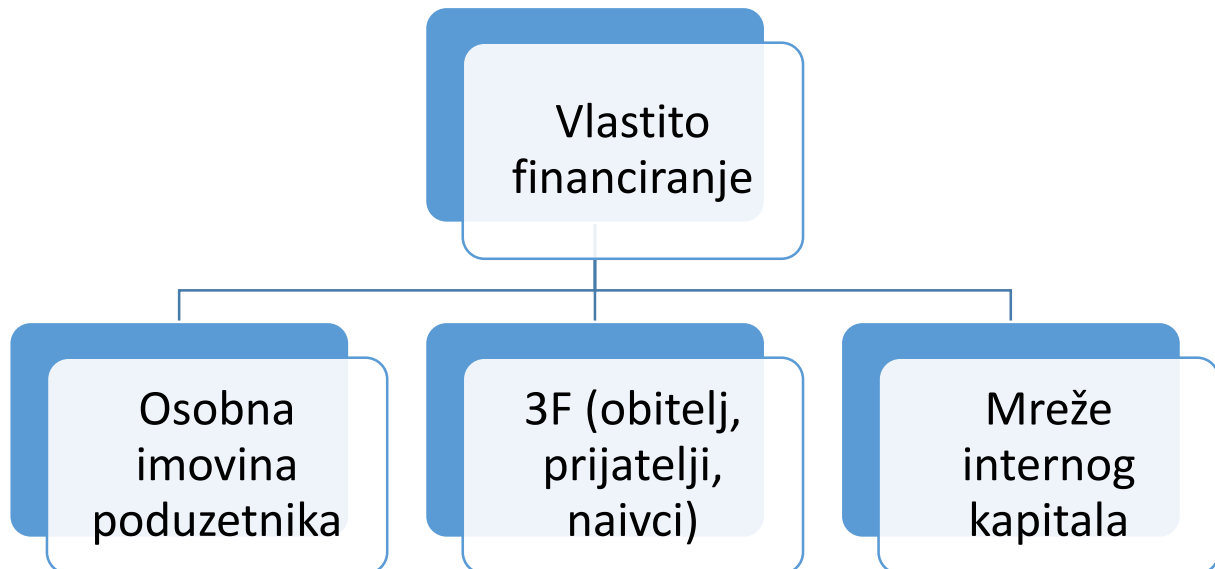 Vlastito
financiranje
Osobna
imovina
poduzetnika
3F (obitelj,
prijatelji,
naivci)
Mreže
internog
kapitala